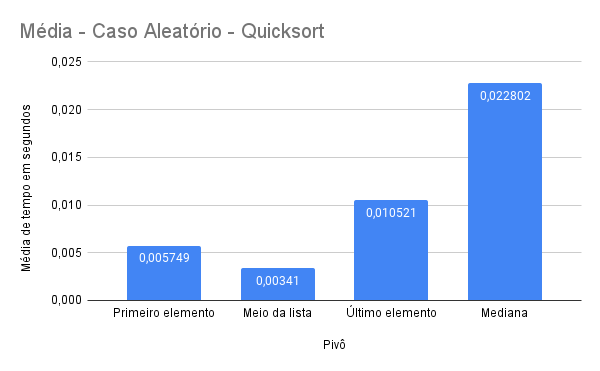 Média - Caso Aleatório - Quicksort
Média de tempo em segundos
0,025
0,020
0,015
0,010
0,005
0,000
0,005749
0,00341
0,010521
0,022802
Primeiro elemento
Meio da lista
Último elemento
Mediana
Pivô